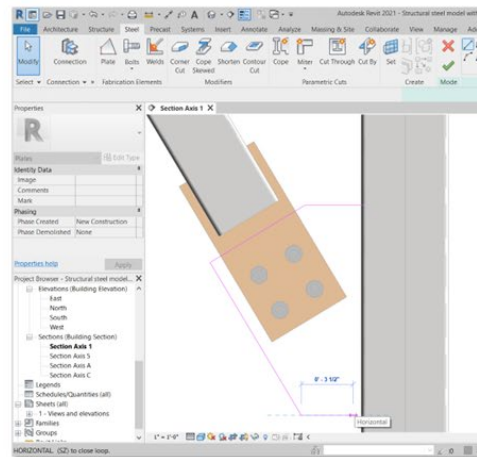 Autodesk Revit 2021 - Structural steel model with
File Architecture Structure Steel Precast Systems Insert Annotate Analyze Massing & Site Collaborate View Manage
Modify Connection Plate Bolts Welds Corner Cut Cope Skewed Shorten Contour Cut Cope Miter Cut Through Cut By Set
Select Connection Fabrication Elements Modifiers Parametric Cuts Create Mode
Properties X
Section Axis 1 X
Plates Edit Type
Identity Data
Image
Comments
Mark
Phasing
Phase Created New Construction
Phase Demolished None
Properties help Apply
Project Browser - Structural steel model... X
Elevations (Building Elevation)
East
North
South
West
Sections (Building Section)
Section Axis 1
Section Axis 5
Section Axis A
Section Axis C
Legends
Schedules/Quantities (all)
Sheets (all)
1 - Views and elevations
Families
Groups
0' - 3 1/2"
Horizontal
1" = 1'-0"
HORIZONTAL (SZ) to close loop.